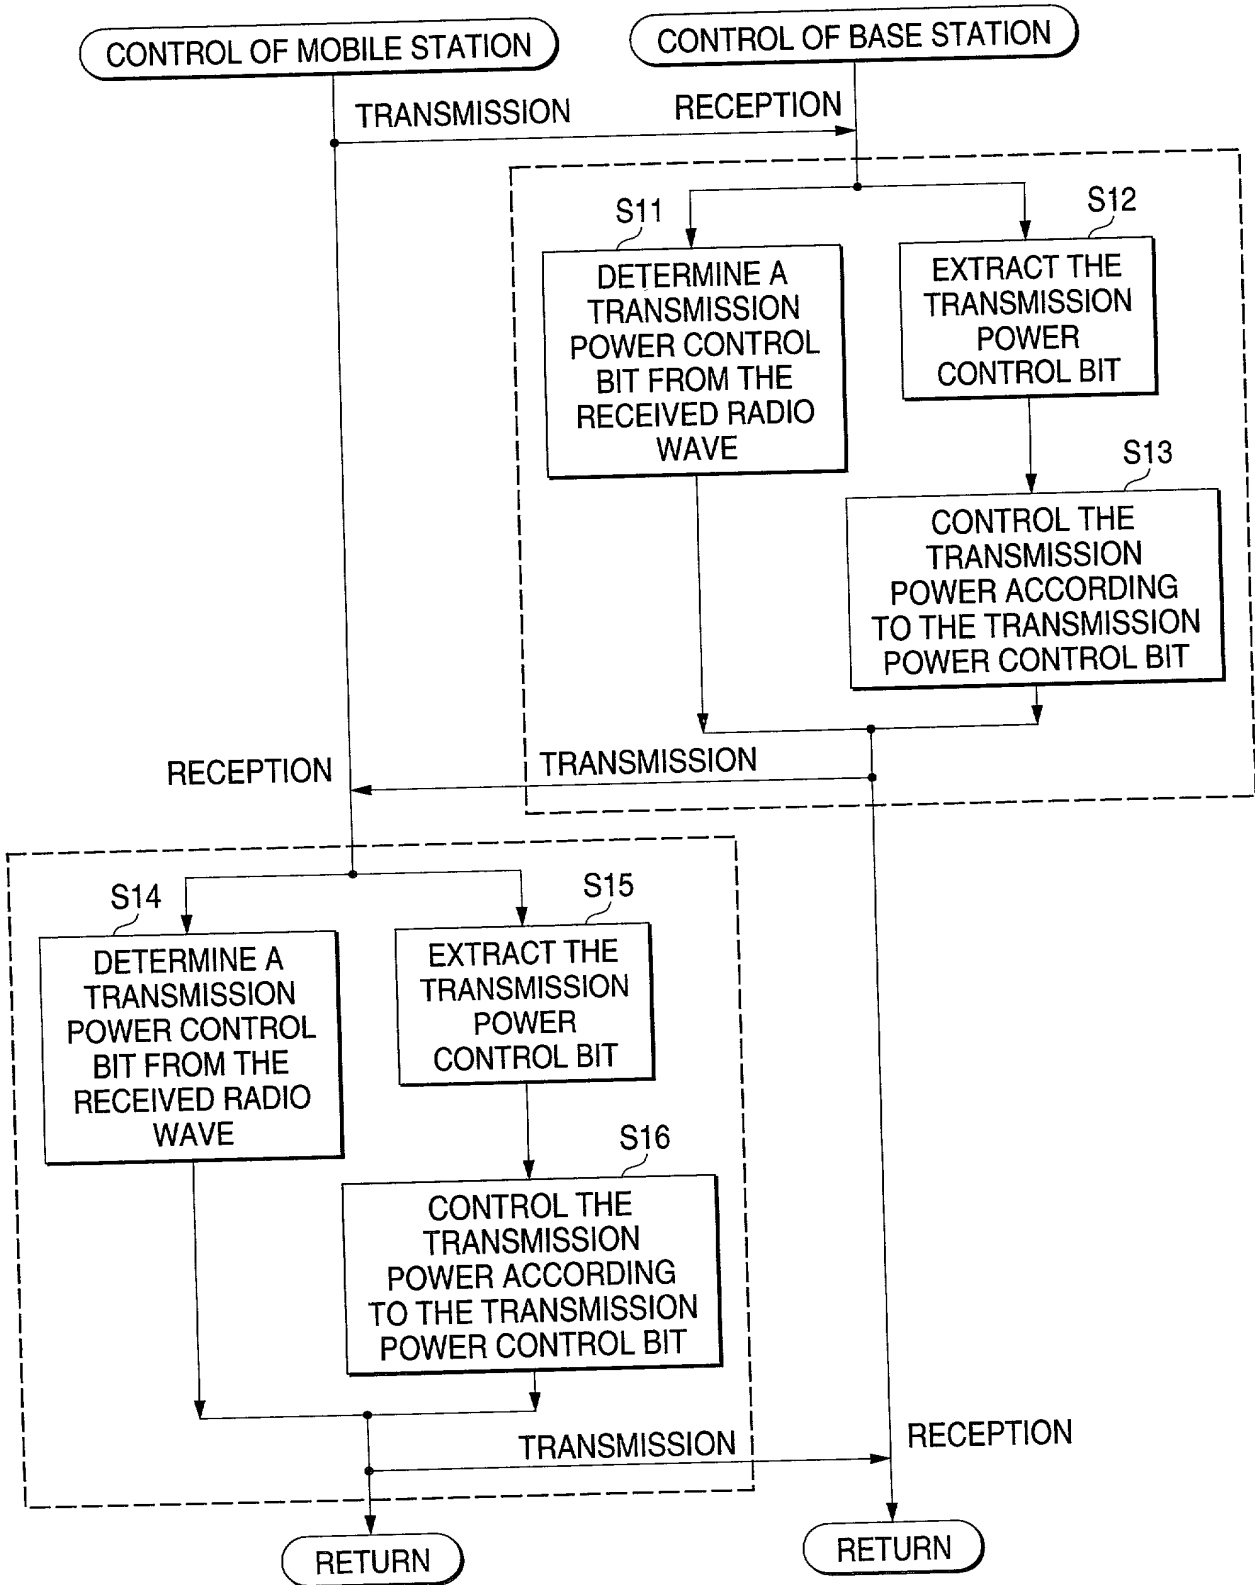 CONTROL OF MOBILE STATION
CONTROL OF BASE STATION
TRANSMISSION
RECEPTION
S11
DETERMINE A
TRANSMISSION
POWER CONTROL
BIT FROM THE
RECEIVED RADIO
WAVE
S12
EXTRACT THE
TRANSMISSION
POWER
CONTROL BIT
S13
CONTROL THE
TRANSMISSION
POWER ACCORDING
TO THE TRANSMISSION
POWER CONTROL BIT
RECEPTION
TRANSMISSION
S14
DETERMINE A
TRANSMISSION
POWER CONTROL
BIT FROM THE
RECEIVED RADIO
WAVE
S15
EXTRACT THE
TRANSMISSION
POWER
CONTROL BIT
S16
CONTROL THE
TRANSMISSION
POWER ACCORDING
TO THE TRANSMISSION
POWER CONTROL BIT
TRANSMISSION
RECEPTION
RETURN
RETURN